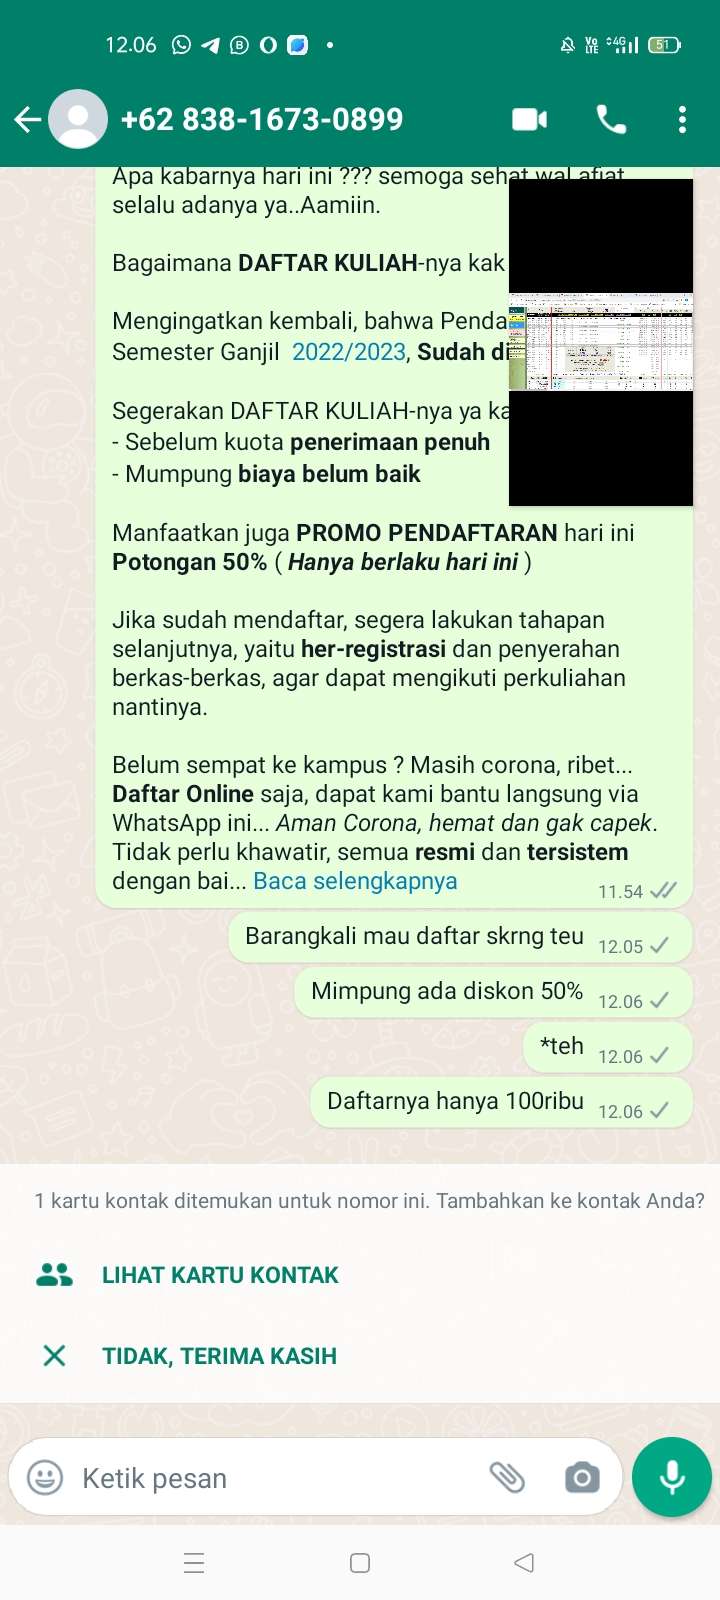 12.06
Vo LTE 4G 51
+62 838-1673-0899
Apa kabarnya hari ini ??? semoga sehat wal afiat
selalu adanya ya..Aamiin.
Bagaimana DAFTAR KULIAH-nya kak
Mengingatkan kembali, bahwa Penda
Semester Ganjil 2022/2023, Sudah di
Segerakan DAFTAR KULIAH-nya ya ka
- Sebelum kuota penerimaan penuh
- Mumpung biaya belum baik
Manfaatkan juga PROMO PENDAFTARAN hari ini
Potongan 50% ( Hanya berlaku hari ini )
Jika sudah mendaftar, segera lakukan tahapan
selanjutnya, yaitu her-registrasi dan penyerahan
berkas-berkas, agar dapat mengikuti perkuliahan
nantinya.
Belum sempat ke kampus ? Masih corona, ribet...
Daftar Online saja, dapat kami bantu langsung via
WhatsApp ini... Aman Corona, hemat dan gak capek.
Tidak perlu khawatir, semua resmi dan tersistem
dengan bai... Baca selengkapnya
11.54
Barangkali mau daftar skrng teu 12.05
Mimpung ada diskon 50% 12.06
*teh 12.06
Daftarnya hanya 100ribu 12.06
1 kartu kontak ditemukan untuk nomor ini. Tambahkan ke kontak Anda?
LIHAT KARTU KONTAK
TIDAK, TERIMA KASIH
Ketik pesan